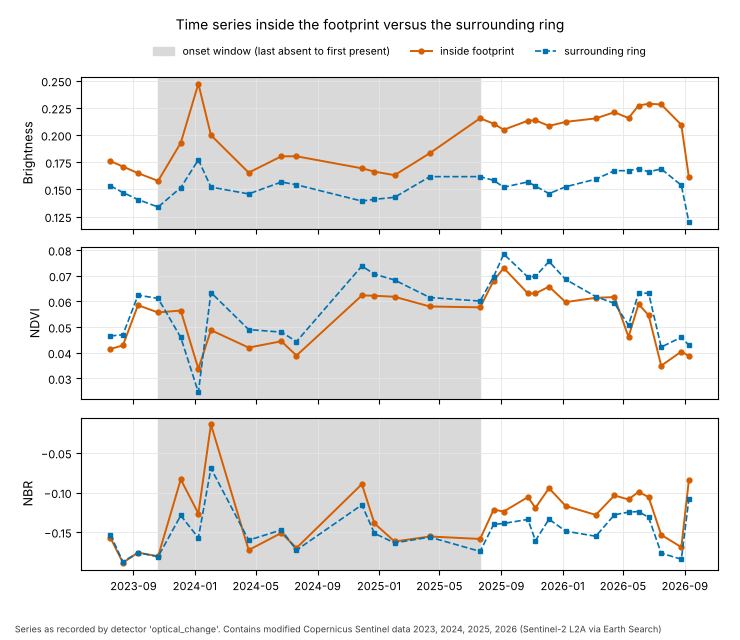 Time series inside the footprint versus the surrounding ring
onset window (last absent to first present) inside footprint surrounding ring
Brightness
0.250
0.225
0.200
0.175
0.150
0.125
NDVI
0.08
0.07
0.06
0.05
0.04
0.03
NBR
−0.05
−0.10
−0.15
2023-09 2024-01 2024-05 2024-09 2025-01 2025-05 2025-09 2026-01 2026-05 2026-09
Series as recorded by detector 'optical_change'. Contains modified Copernicus Sentinel data 2023, 2024, 2025, 2026 (Sentinel-2 L2A via Earth Search)